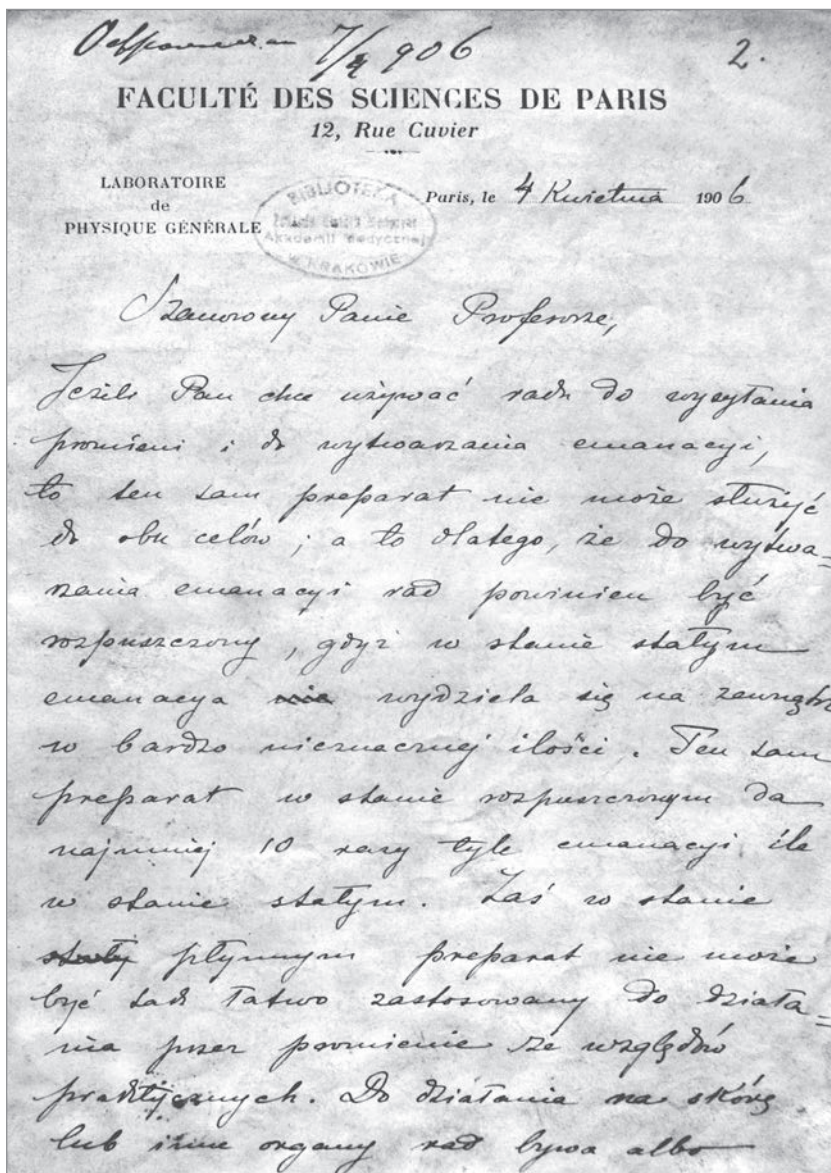 7/4 906 2.
FACULTÉ DES SCIENCES DE PARIS
12, Rue Cuvier
LABORATOIRE
de
PHYSIQUE GÉNÉRALE
BIBLIOTEKA
Akademii Medycznej
W KRAKOWIE
Paris, le 4 Kwietnia 1906
Szanowny Panie Profesorze,
Jeżeli Pan chce używać radu do wysyłania
promieni i do wytwarzania emanacyi,
to ten sam preparat nie może służyć
do obu celów; a to dlatego, że do wytwa=
rzania emanacyi rad powinien być
rozpuszczony, gdyż w stanie stałym
emanacya nie wydziela się na zewnątrz
w bardzo nieznacznej ilości. Ten sam
preparat w stanie rozpuszczonym da
najmniej 10 razy tyle emanacyi ile
w stanie stałym. Zaś w stanie
stały płynnym preparat nie może
być tak łatwo zastosowany do działa=
nia przez promienie ze względów
praktycznych. Do działania na skórę
lub inne organy rad bywa albo